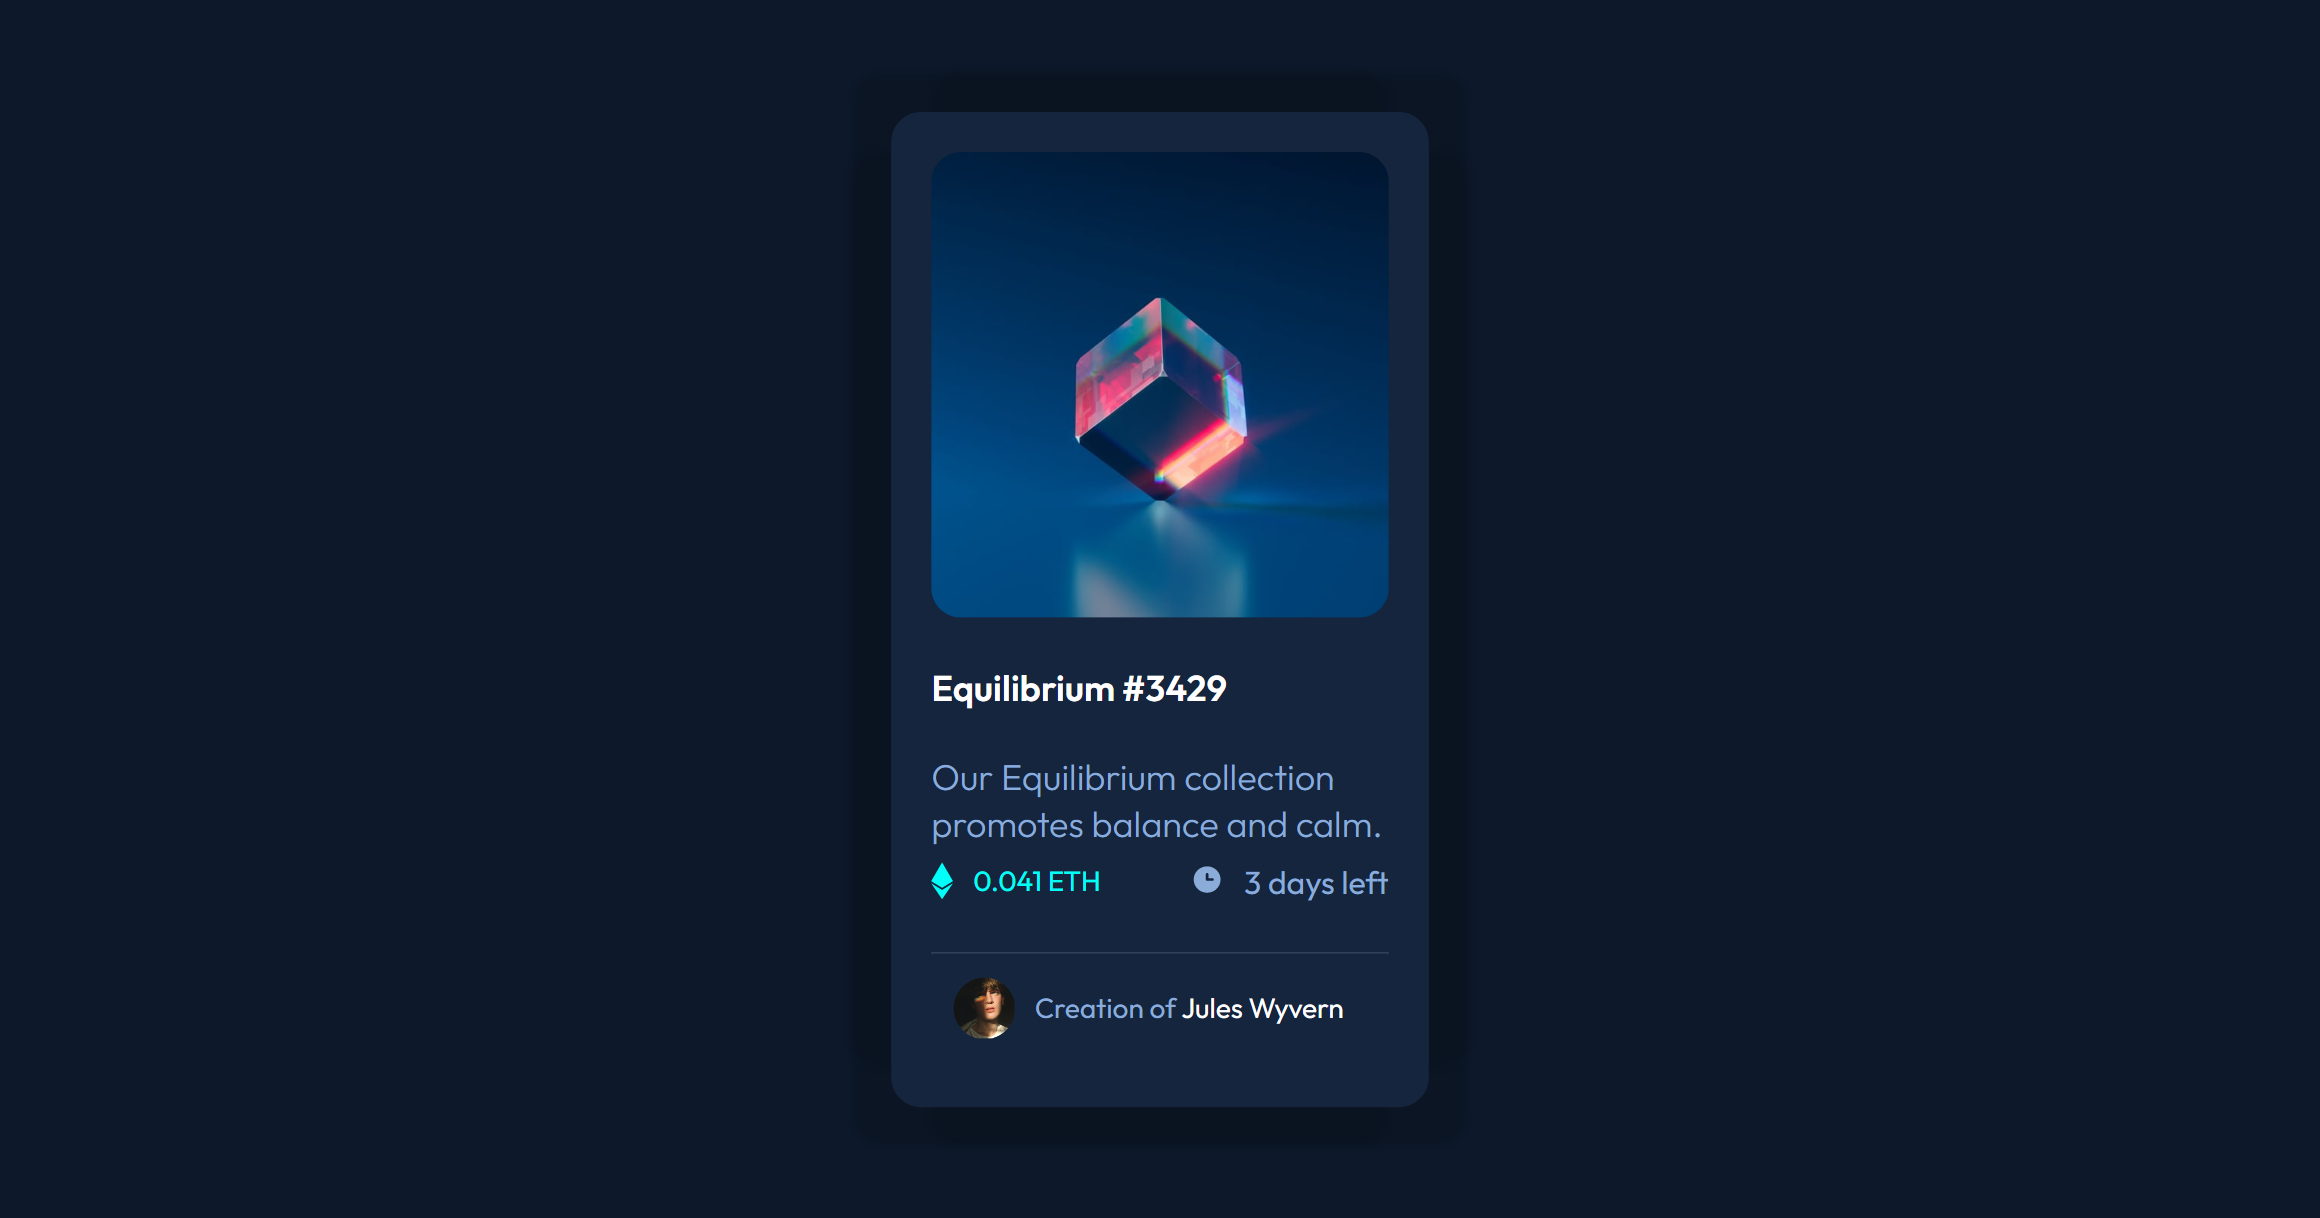 Equilibrium #3429
Our Equilibrium collection
promotes balance and calm.
0.041 ETH
3 days left
Creation of Jules Wyvern